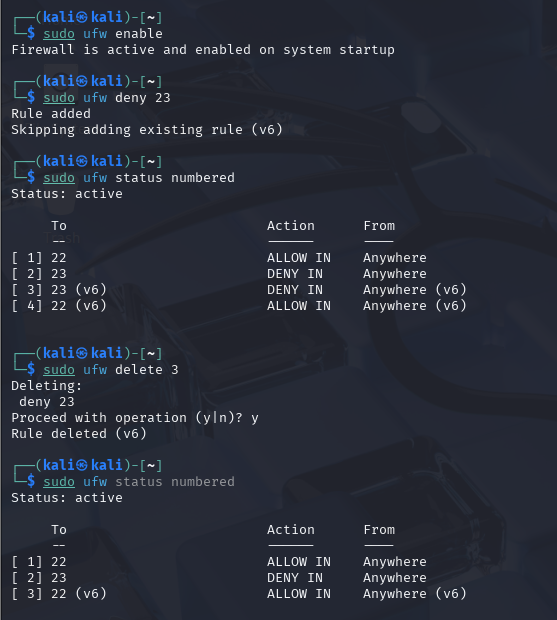 ┌──(kali㉿kali)-[~]
└─$ sudo ufw enable
Firewall is active and enabled on system startup
┌──(kali㉿kali)-[~]
└─$ sudo ufw deny 23
Rule added
Skipping adding existing rule (v6)
┌──(kali㉿kali)-[~]
└─$ sudo ufw status numbered
Status: active
     To                         Action      From
     --                         ------      ----
[ 1] 22                         ALLOW IN    Anywhere
[ 2] 23                         DENY IN     Anywhere
[ 3] 23 (v6)                    DENY IN     Anywhere (v6)
[ 4] 22 (v6)                    ALLOW IN    Anywhere (v6)
┌──(kali㉿kali)-[~]
└─$ sudo ufw delete 3
Deleting:
 deny 23
Proceed with operation (y|n)? y
Rule deleted (v6)
┌──(kali㉿kali)-[~]
└─$ sudo ufw status numbered
Status: active
     To                         Action      From
     --                         ------      ----
[ 1] 22                         ALLOW IN    Anywhere
[ 2] 23                         DENY IN     Anywhere
[ 3] 22 (v6)                    ALLOW IN    Anywhere (v6)